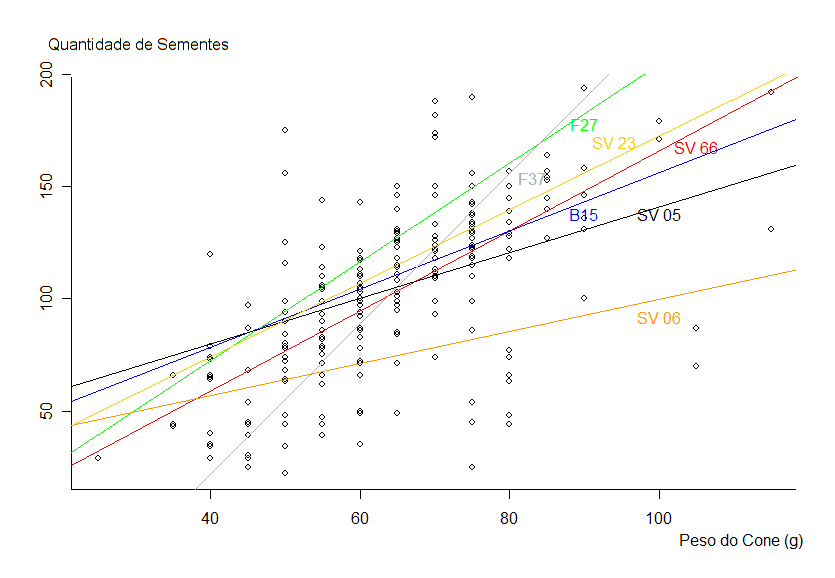 Quantidade de Sementes
200
F27
SV 23
SV 66
150
F37
B15
SV 05
100
SV 06
50
40 60 80 100
Peso do Cone (g)